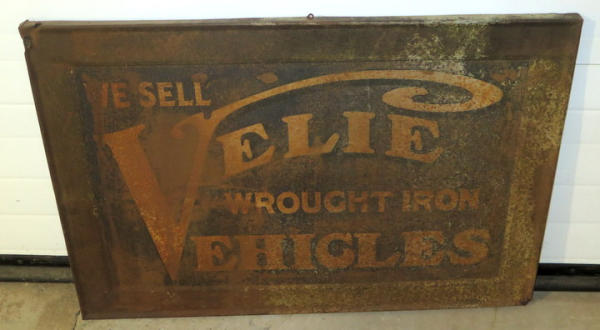 WE SELL
VELIE
WROUGHT IRON
VEHICLES